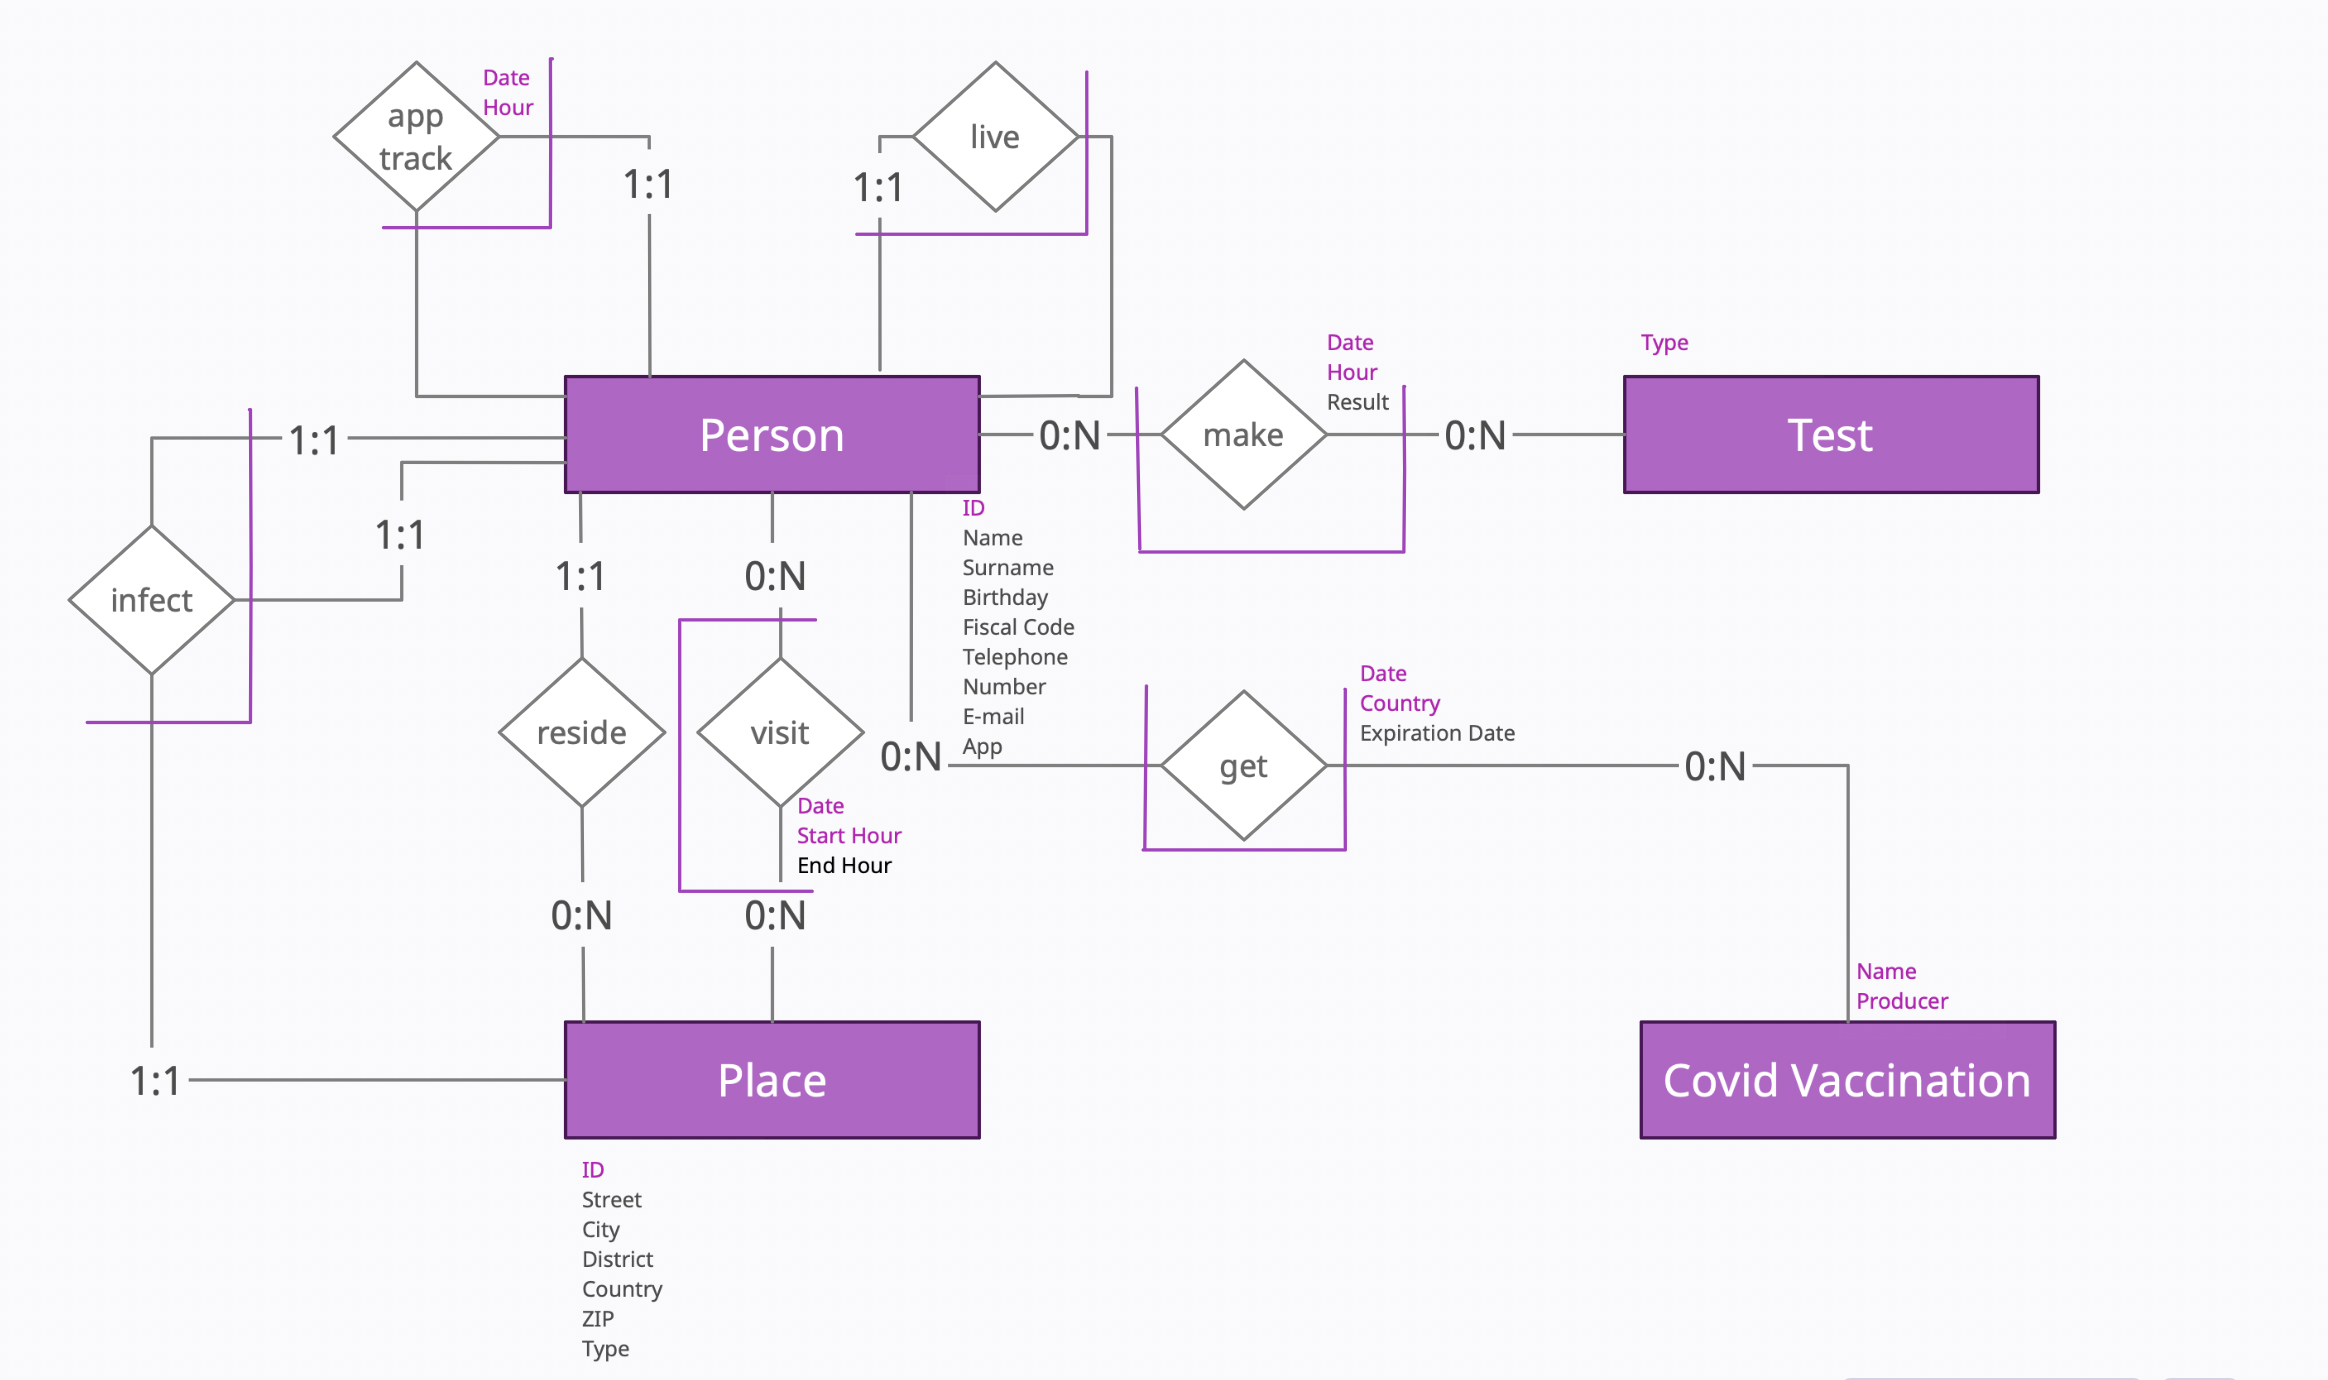 app
track
Date
Hour
1:1
live
1:1
Person
0:N
make
Date
Hour
Result
0:N
Type
Test
1:1
1:1
infect
1:1
0:N
reside
visit
Date
Start Hour
End Hour
0:N
0:N
ID
Name
Surname
Birthday
Fiscal Code
Telephone
Number
E-mail
App
0:N
get
Date
Country
Expiration Date
0:N
Name
Producer
Covid Vaccination
1:1
Place
ID
Street
City
District
Country
ZIP
Type